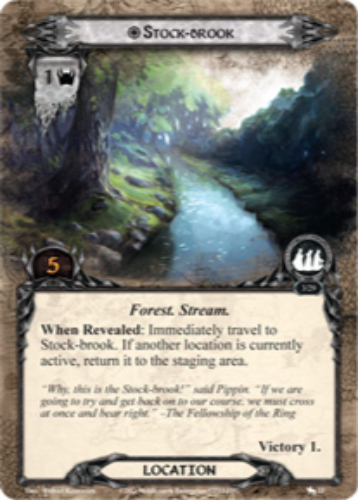 STOCK-BROOK
1
5
Forest. Stream.
When Revealed: Immediately travel to
Stock-brook. If another location is currently
active, return it to the staging area.
"Why, this is the Stock-brook!" said Pippin. "If we are
going to try and get back on to our course, we must cross
at once and bear right." –The Fellowship of the Ring
Victory 1.
LOCATION